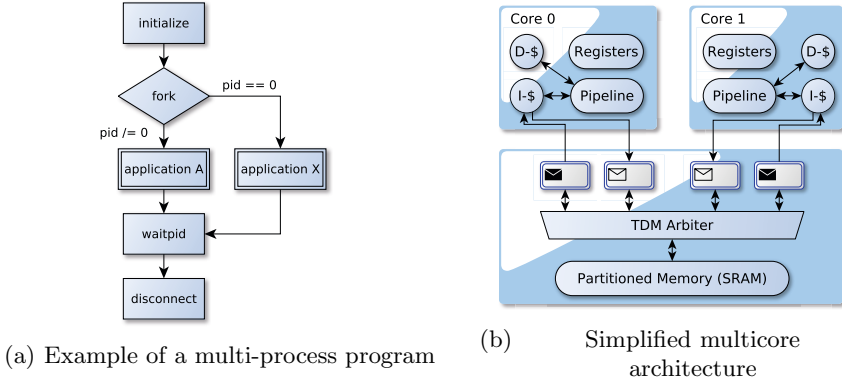 initialize
fork
pid == 0
pid /= 0
application A
application X
waitpid
disconnect
(a) Example of a multi-process program
Core 0
D-$
Registers
I-$
Pipeline
Core 1
Registers
D-$
Pipeline
I-$
TDM Arbiter
Partitioned Memory (SRAM)
(b) Simplified multicore
architecture